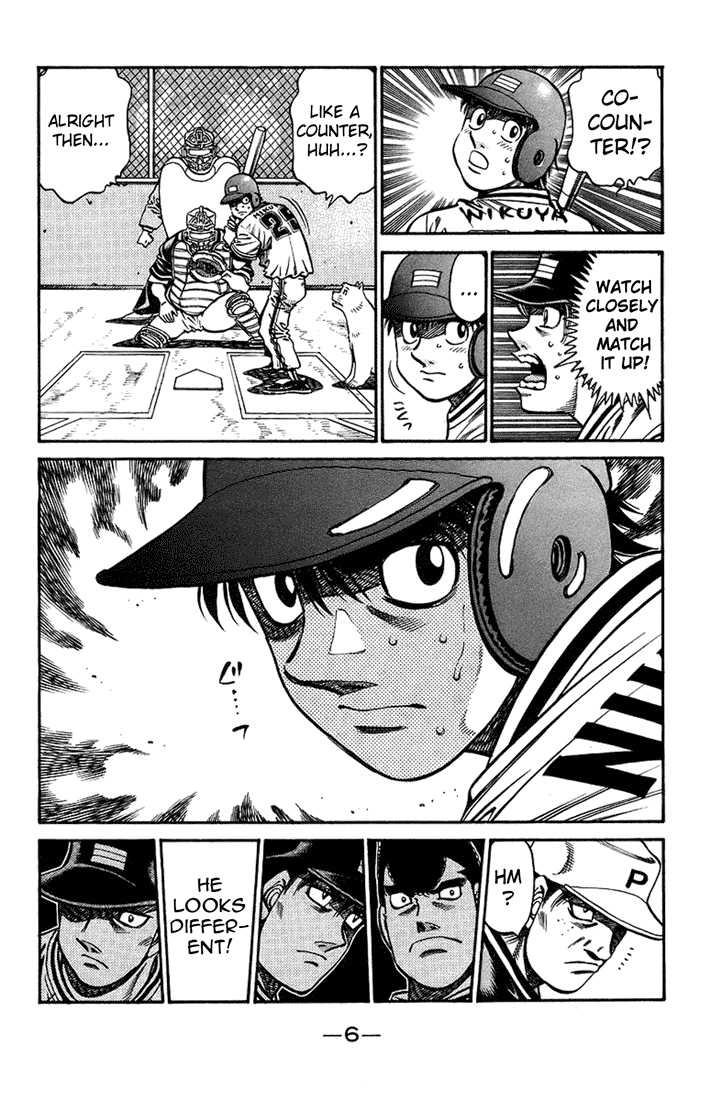 CO-
COUN-
TER!?
NIKUYA
LIKE A
COUNTER,
HUH...?
ALRIGHT
THEN...
WATCH
CLOSELY
AND
MATCH
IT UP!
...
HM
?
P
HE
LOOKS
DIFFER-
ENT!
—6—